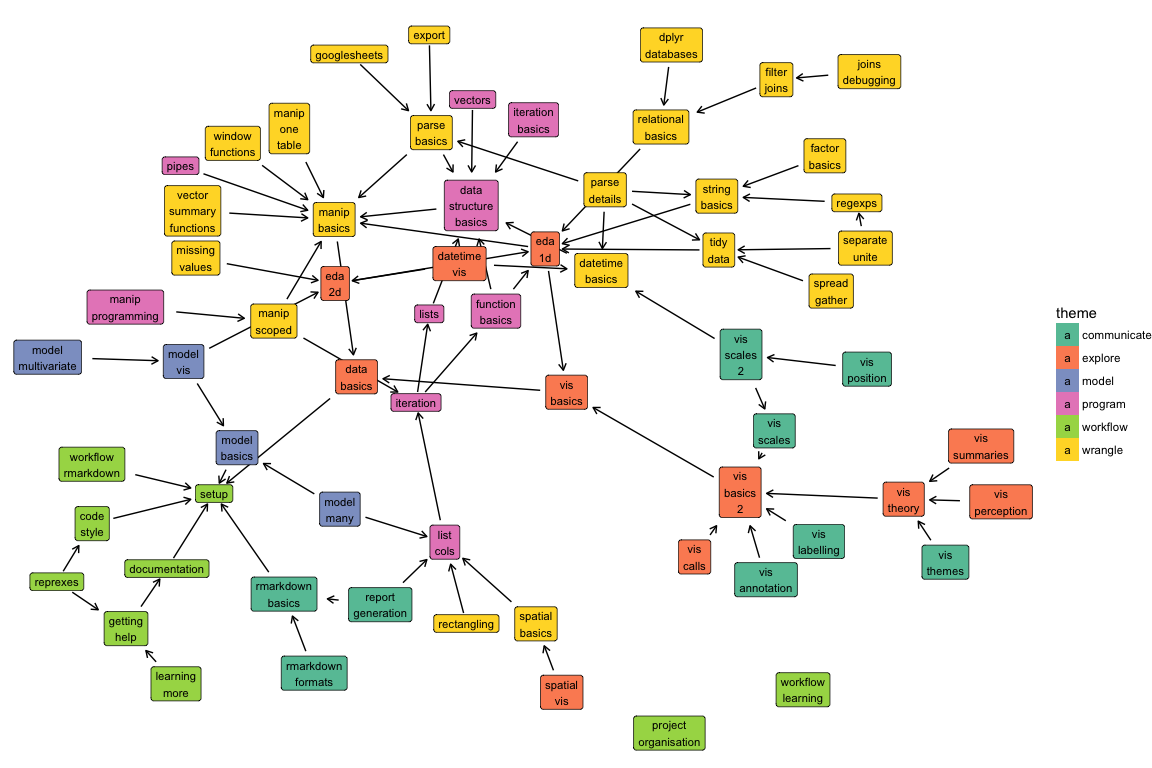 export
googlesheets
dplyr
databases
filter
joins
joins
debugging
vectors
iteration
basics
manip
one
table
window
functions
parse
basics
relational
basics
factor
basics
pipes
vector
summary
functions
manip
basics
data
structure
basics
parse
details
string
basics
regexps
missing
values
eda
1d
tidy
data
separate
unite
datetime
vis
datetime
basics
eda
2d
spread
gather
manip
programming
manip
scoped
lists
function
basics
model
multivariate
model
vis
data
basics
iteration
vis
basics
vis
scales
2
vis
position
theme
a communicate
a explore
a model
a program
a workflow
a wrangle
vis
scales
model
basics
workflow
rmarkdown
setup
vis
summaries
vis
basics
2
vis
theory
vis
perception
model
many
code
style
list
cols
vis
calls
vis
labelling
vis
annotation
vis
themes
documentation
reprexes
rmarkdown
basics
report
generation
getting
help
rectangling
spatial
basics
learning
more
rmarkdown
formats
spatial
vis
workflow
learning
project
organisation